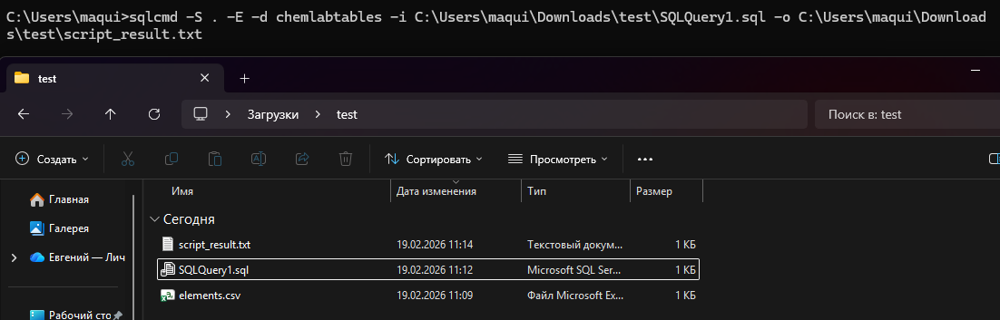 C:\Users\maqui>sqlcmd -S . -E -d chemlabtables -i C:\Users\maqui\Downloads\test\SQLQuery1.sql -o C:\Users\maqui\Download
s\test\script_result.txt
test
Загрузки > test
Поиск в: test
Создать
Сортировать
Просмотреть
Имя Дата изменения Тип Размер
Главная
Галерея
Евгений — Лич
Рабочий сто
Сегодня
script_result.txt 19.02.2026 11:14 Текстовый докум... 1 КБ
SQLQuery1.sql 19.02.2026 11:12 Microsoft SQL Ser... 1 КБ
elements.csv 19.02.2026 11:09 Файл Microsoft Ex... 1 КБ